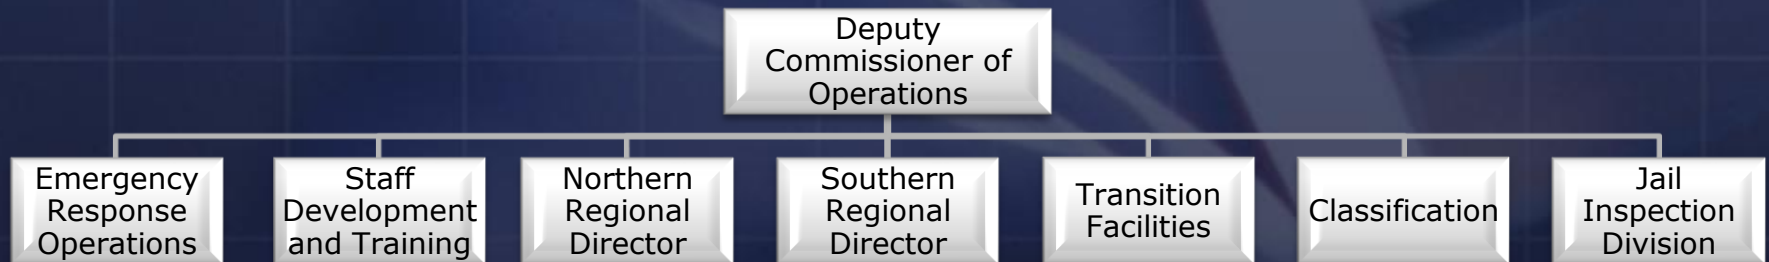 Deputy
Commissioner of
Operations
Emergency
Response
Operations
Staff
Development
and Training
Northern
Regional
Director
Southern
Regional
Director
Transition
Facilities
Classification
Jail
Inspection
Division